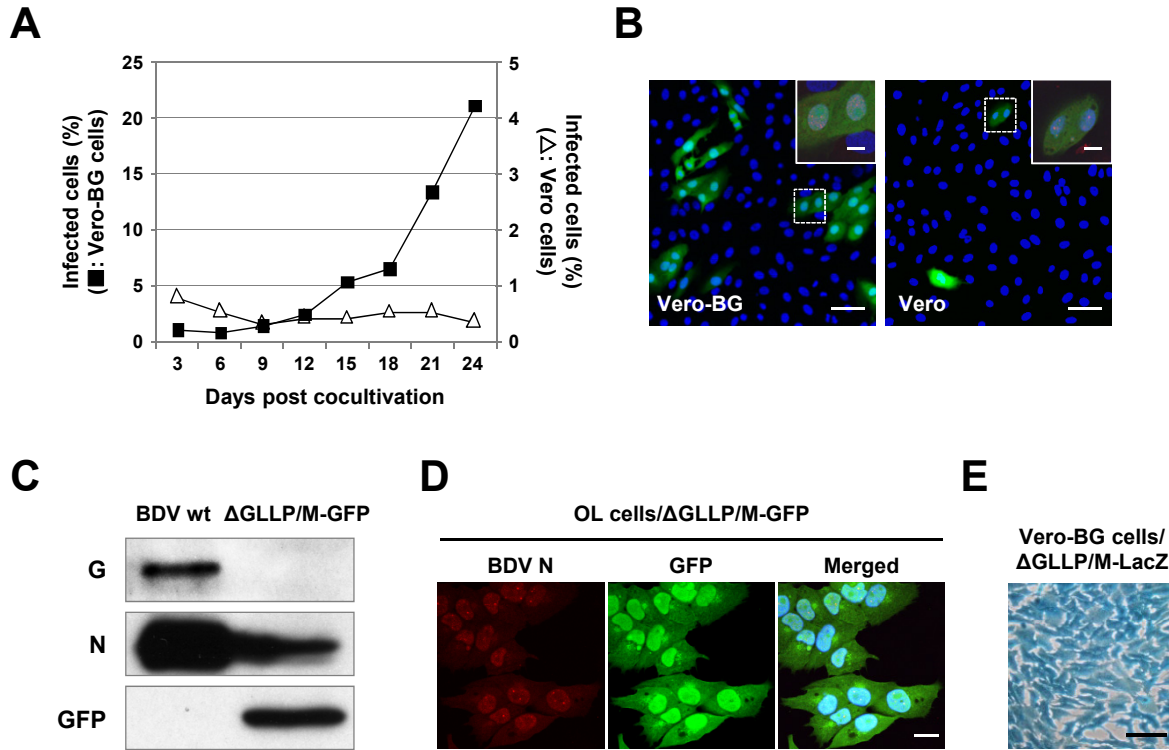 A
25
20
15
10
5
0
Infected cells (%)
(■: Vero-BG cells)
5
4
3
2
1
0
Infected cells (%)
(△: Vero cells)
3 6 9 12 15 18 21 24
Days post cocultivation
B
Vero-BG
Vero
C
BDV wt ΔGLLP/M-GFP
G
N
GFP
D
OL cells/ΔGLLP/M-GFP
BDV N GFP Merged
E
Vero-BG cells/
ΔGLLP/M-LacZ